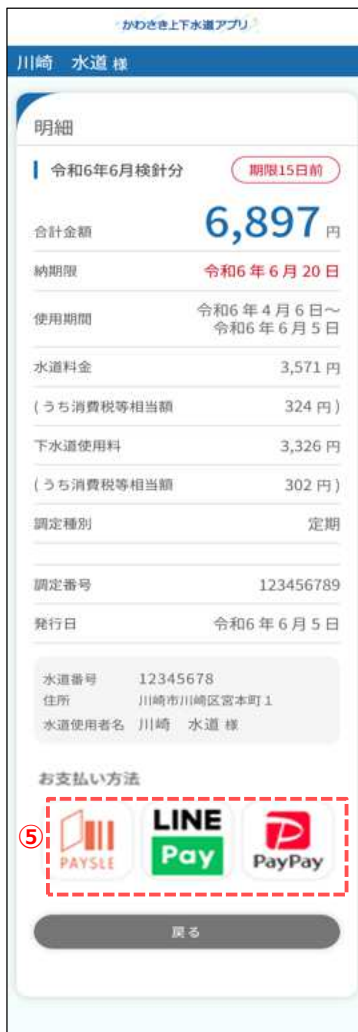 かわさき上下水道アプリ
川崎 水道 様
明細
令和6年6月検針分 期限15日前
合計金額 6,897 円
納期限 令和6 年 6 月 20 日
使用期間 令和6 年 4 月 6 日～
令和6 年 6 月 5 日
水道料金 3,571 円
(うち消費税等相当額 324 円)
下水道使用料 3,326 円
(うち消費税等相当額 302 円)
調定種別 定期
調定番号 123456789
発行日 令和6 年 6 月 5 日
水道番号 12345678
住所 川崎市川崎区宮本町１
水道使用者名 川崎 水道 様
お支払い方法
⑤
PAYSLE
LINE
Pay
PayPay
戻る